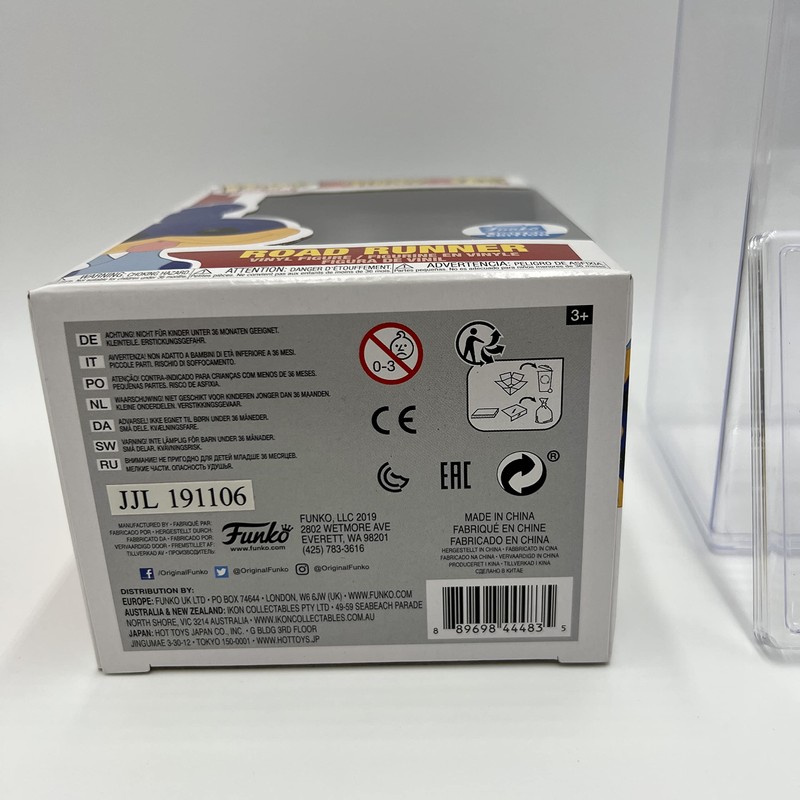 ROAD RUNNER
VINYL FIGURE / FIGURINE EN VINYLE
FIGURA DE VINIL
WARNING: CHOKING HAZARD. ATTENTION: DANGER D'ÉTOUFFEMENT. ADVERTENCIA: PELIGRO DE ASFIXIA.
3+
DE ACHTUNG! NICHT FÜR KINDER UNTER 36 MONATEN GEEIGNET.
KLEINTEILE. ERSTICKUNGSGEFAHR.
IT AVVERTENZA! NON ADATTO A BAMBINI DI ETÀ INFERIORE A 36 MESI.
PICCOLE PARTI. RISCHIO DI SOFFOCAMENTO.
PO ATENÇÃO! CONTRA-INDICADO PARA CRIANÇAS COM MENOS DE 36 MESES.
PEQUENAS PARTES. RISCO DE ASFIXIA.
NL WAARSCHUWING! NIET GESCHIKT VOOR KINDEREN JONGER DAN 36 MAANDEN.
KLEINE ONDERDELEN. VERSTIKKINGSGEVAAR.
DA ADVARSEL! IKKE EGNET TIL BØRN UNDER 36 MÅNEDER.
SMÅ DELE. KVÆLNINGSFARE.
SW VARNING! INTE LÄMPLIG FÖR BARN UNDER 36 MÅNADER.
SMÅ DELAR. KVÄVNINGSRISK.
RU ВНИМАНИЕ! НЕ ПРИГОДНО ДЛЯ ДЕТЕЙ МЛАДШЕ 36 МЕСЯЦЕВ.
МЕЛКИЕ ЧАСТИ. ОПАСНОСТЬ УДУШЬЯ.
0-3
CE
EAC
®
JJL 191106
MANUFACTURED BY • FABRIQUÉ PAR:
FABRICADO POR • HERGESTELLT DURCH:
FABBRICATO DA • FABRICADO POR:
VERVAARDIGD DOOR • FREMSTILLET AF:
TILLVERKAD AV • ПРОИЗВОДИТЕЛЬ:
Funko
www.funko.com
FUNKO, LLC 2019
2802 WETMORE AVE
EVERETT, WA 98201
(425) 783-3616
MADE IN CHINA
FABRIQUÉ EN CHINE
FABRICADO EN CHINA
HERGESTELLT IN CHINA • FABBRICATO IN CINA
FABRICADO NA CHINA • VERVAARDIGD IN CHINA
PRODUCERET I KINA • TILLVERKAD I KINA
СДЕЛАНО В КИТАЕ
f /OriginalFunko @OriginalFunko @OriginalFunko
DISTRIBUTION BY:
EUROPE: FUNKO UK LTD • PO BOX 74644 • LONDON, W6 6JW (UK) • WWW.FUNKO.COM
AUSTRALIA & NEW ZEALAND: IKON COLLECTABLES PTY LTD • 49-59 SEABEACH PARADE
NORTH SHORE, VIC 3214 AUSTRALIA • WWW.IKONCOLLECTABLES.COM.AU
JAPAN: HOT TOYS JAPAN CO., INC. • G BLDG 3RD FLOOR
JINGUMAE 3-30-12 • TOKYO 150-0001 • WWW.HOTTOYS.JP
8 89698 44483 5